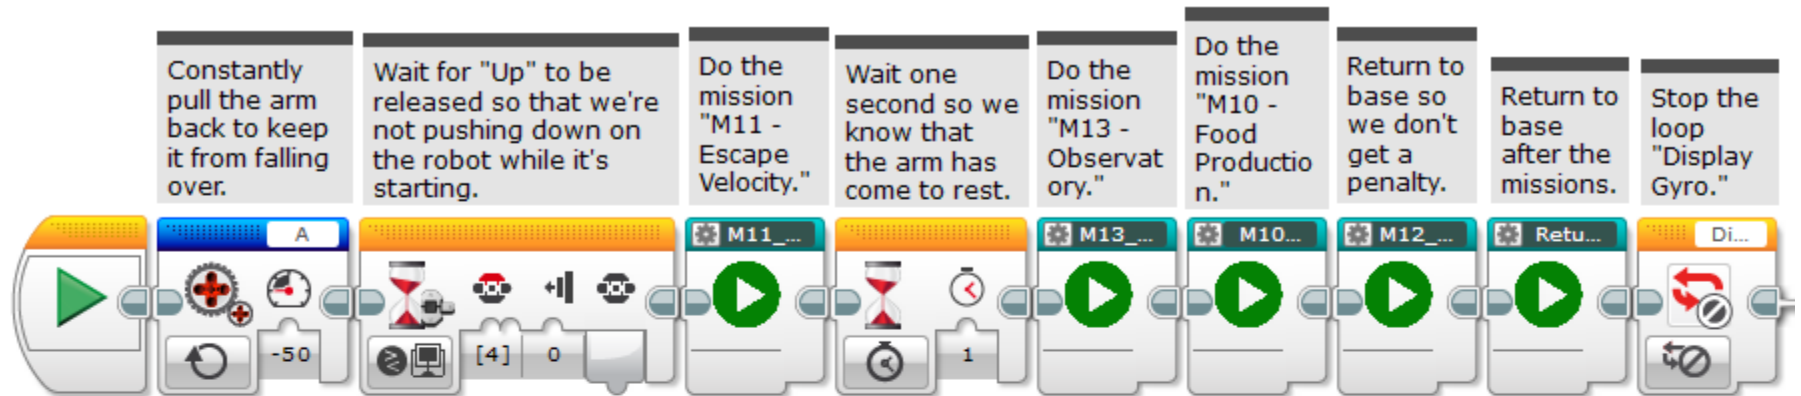 Constantly
pull the arm
back to keep
it from falling
over.
Wait for "Up" to be
released so that we're
not pushing down on
the robot while it's
starting.
Do the
mission
"M11 -
Escape
Velocity."
Wait one
second so we
know that
the arm has
come to rest.
Do the
mission
"M13 -
Observat
ory."
Do the
mission
"M10 -
Food
Productio
n."
Return to
base so
we don't
get a
penalty.
Return to
base
after the
missions.
Stop the
loop
"Display
Gyro."
A
M11_...
M13_...
M10...
M12_...
Retu...
Di...
-50
[4]
0
1